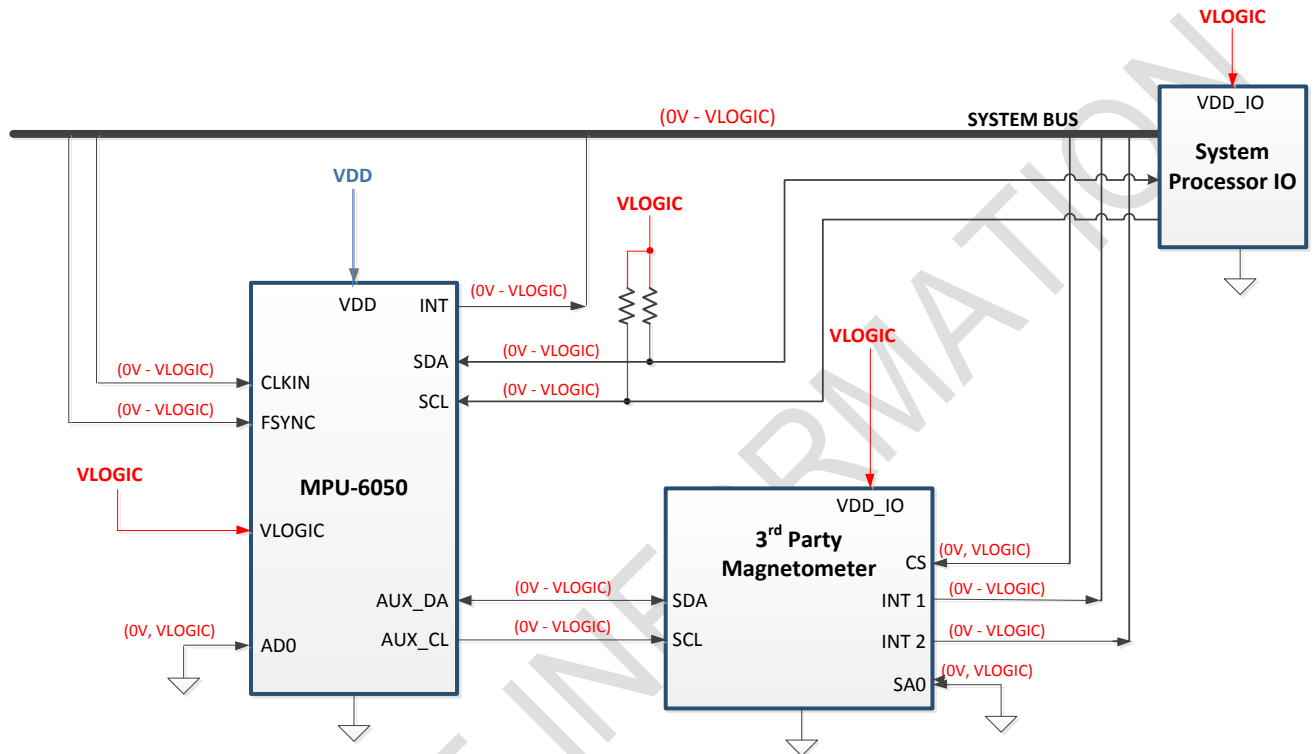 VLOGIC
VDD_IO
System
Processor IO
(0V - VLOGIC)
SYSTEM BUS
VDD
VLOGIC
VDD
INT
(0V - VLOGIC)
SDA
(0V - VLOGIC)
SCL
(0V - VLOGIC)
(0V - VLOGIC)
CLKIN
(0V - VLOGIC)
FSYNC
VLOGIC
VLOGIC
MPU-6050
VLOGIC
AUX_DA
(0V - VLOGIC)
AUX_CL
(0V - VLOGIC)
(0V, VLOGIC)
AD0
VDD_IO
3rd Party
Magnetometer
CS
(0V, VLOGIC)
SDA
INT 1
(0V - VLOGIC)
SCL
INT 2
(0V - VLOGIC)
SA0
(0V, VLOGIC)
INFORMATION